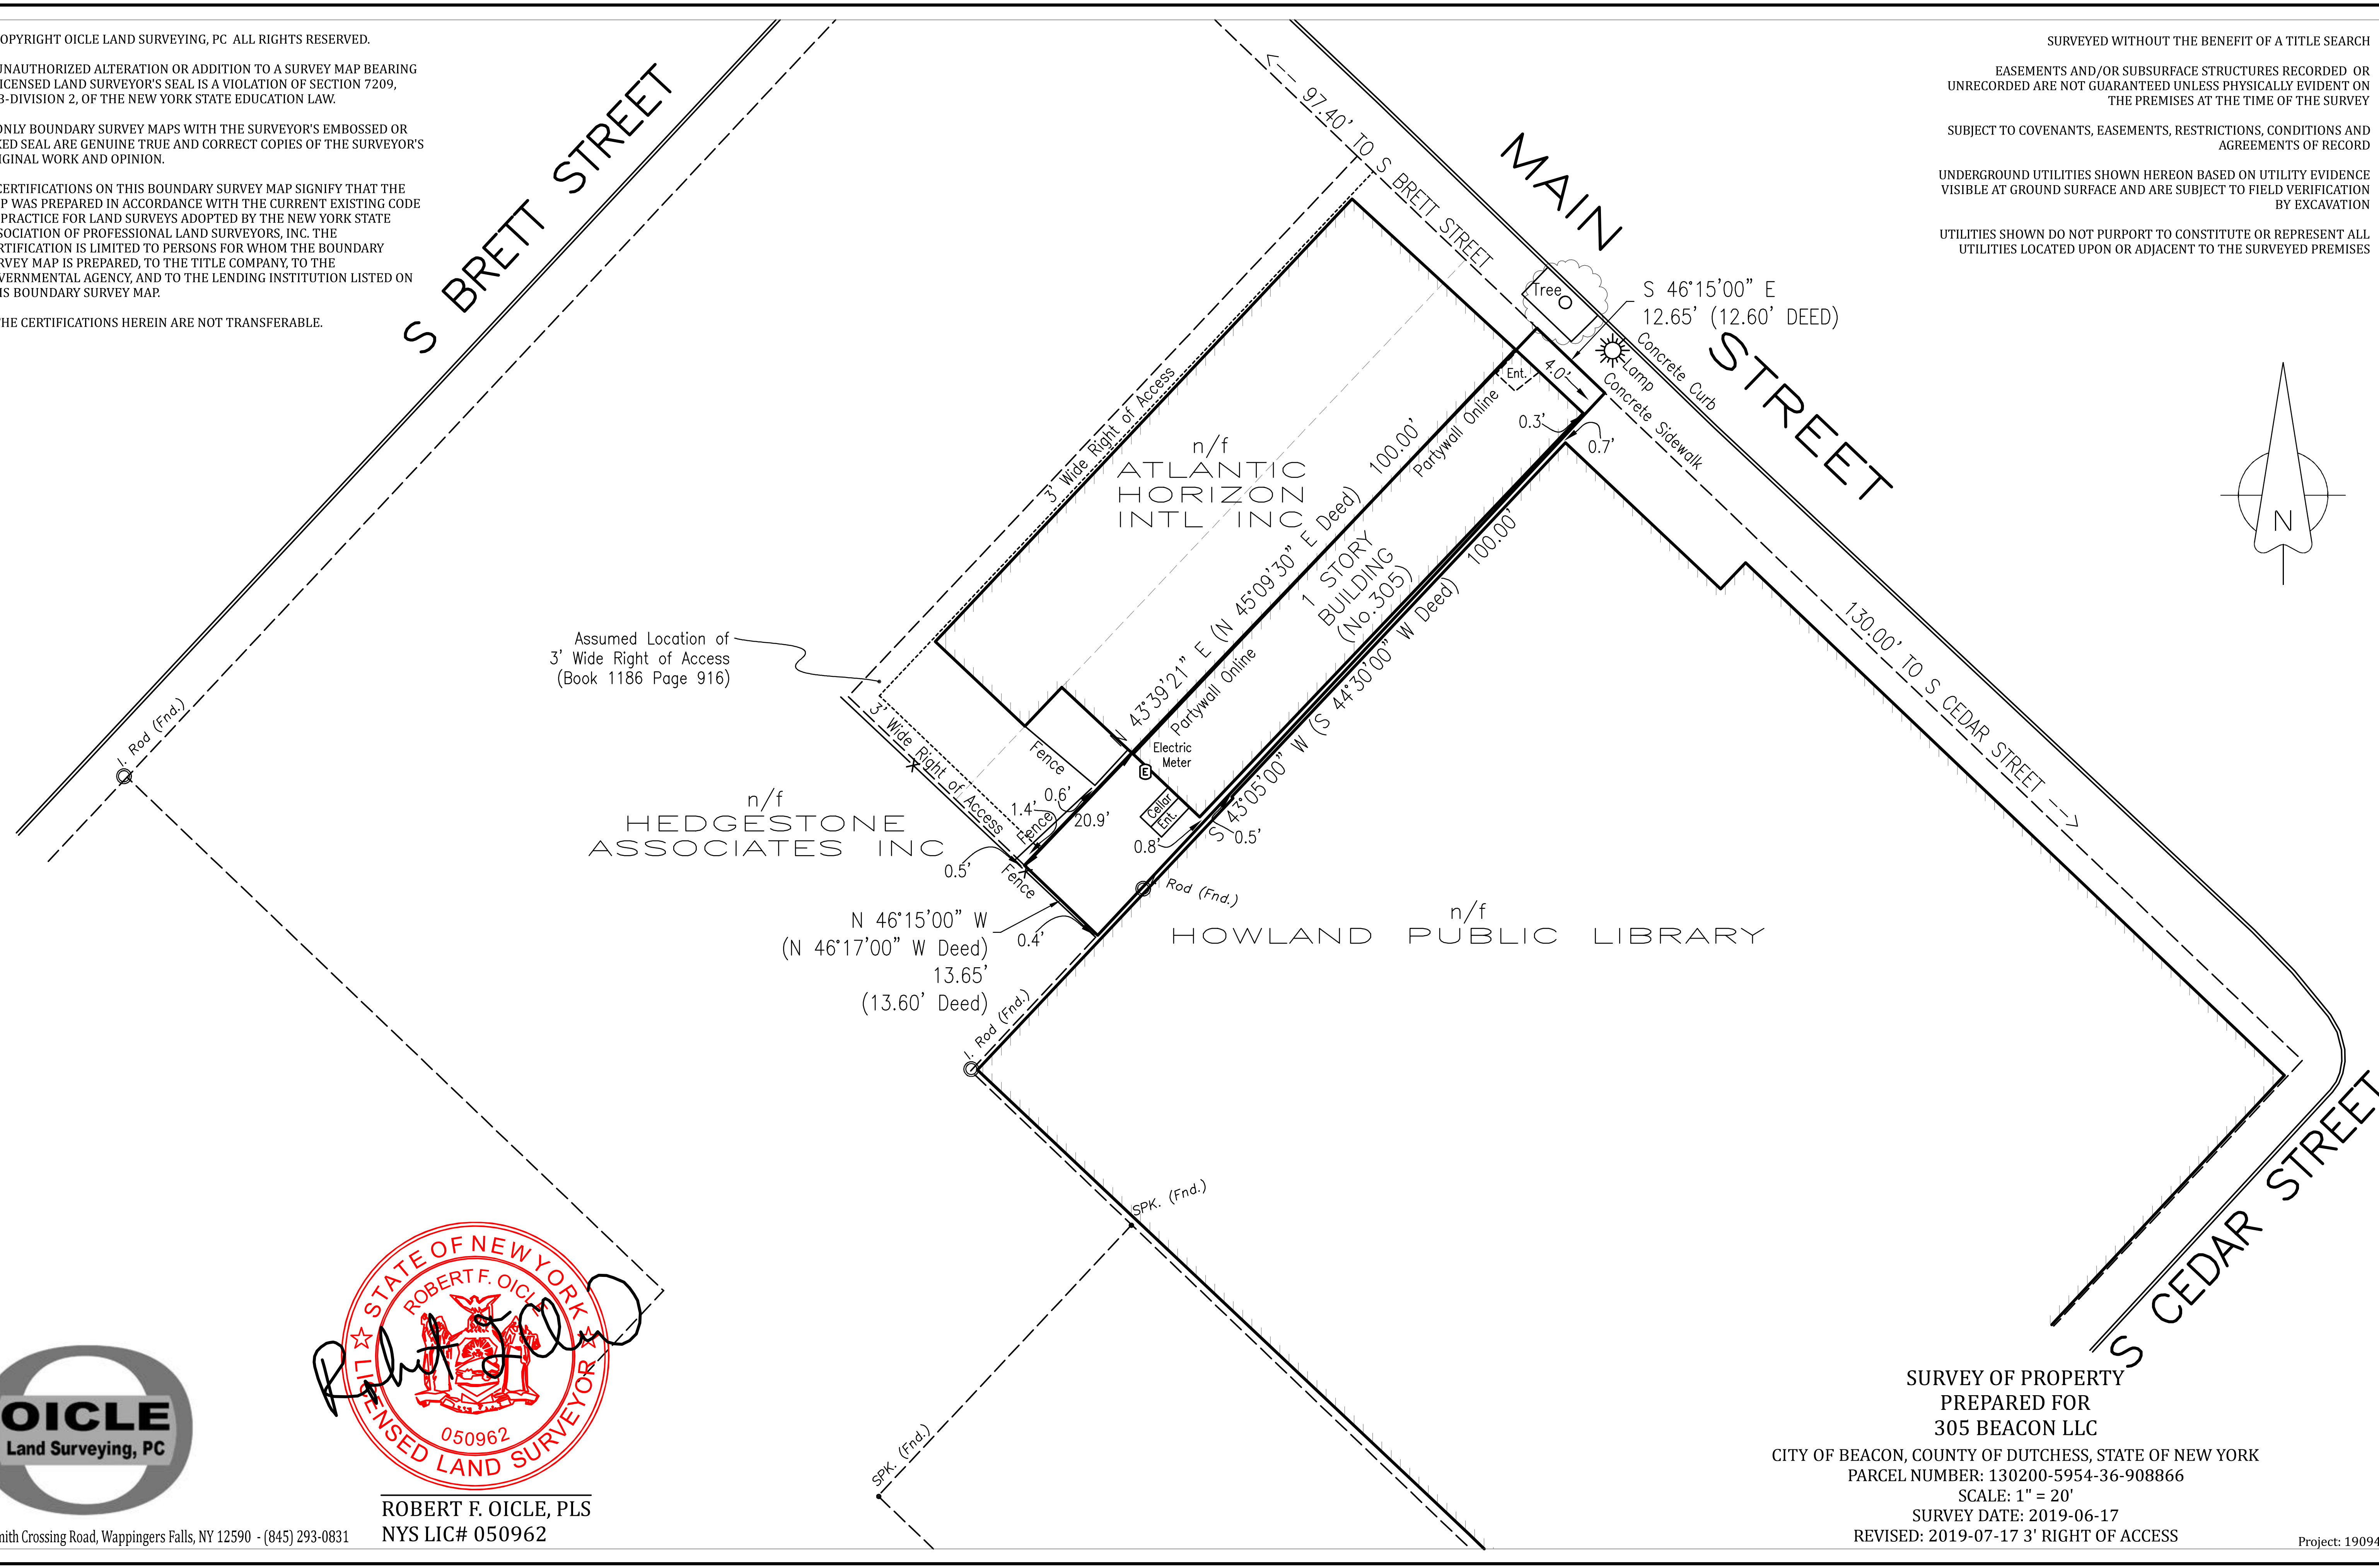 OPYRIGHT OICLE LAND SURVEYING, PC ALL RIGHTS RESERVED.
UNAUTHORIZED ALTERATION OR ADDITION TO A SURVEY MAP BEARING
ICENSED LAND SURVEYOR'S SEAL IS A VIOLATION OF SECTION 7209,
B-DIVISION 2, OF THE NEW YORK STATE EDUCATION LAW.
ONLY BOUNDARY SURVEY MAPS WITH THE SURVEYOR'S EMBOSSED OR
KED SEAL ARE GENUINE TRUE AND CORRECT COPIES OF THE SURVEYOR'S
IGINAL WORK AND OPINION.
CERTIFICATIONS ON THIS BOUNDARY SURVEY MAP SIGNIFY THAT THE
P WAS PREPARED IN ACCORDANCE WITH THE CURRENT EXISTING CODE
PRACTICE FOR LAND SURVEYS ADOPTED BY THE NEW YORK STATE
SOCIATION OF PROFESSIONAL LAND SURVEYORS, INC. THE
RTIFICATION IS LIMITED TO PERSONS FOR WHOM THE BOUNDARY
RVEY MAP IS PREPARED, TO THE TITLE COMPANY, TO THE
VERNMENTAL AGENCY, AND TO THE LENDING INSTITUTION LISTED ON
IS BOUNDARY SURVEY MAP.
THE CERTIFICATIONS HEREIN ARE NOT TRANSFERABLE.
SURVEYED WITHOUT THE BENEFIT OF A TITLE SEARCH
EASEMENTS AND/OR SUBSURFACE STRUCTURES RECORDED OR
UNRECORDED ARE NOT GUARANTEED UNLESS PHYSICALLY EVIDENT ON
THE PREMISES AT THE TIME OF THE SURVEY
SUBJECT TO COVENANTS, EASEMENTS, RESTRICTIONS, CONDITIONS AND
AGREEMENTS OF RECORD
UNDERGROUND UTILITIES SHOWN HEREON BASED ON UTILITY EVIDENCE
VISIBLE AT GROUND SURFACE AND ARE SUBJECT TO FIELD VERIFICATION
BY EXCAVATION
UTILITIES SHOWN DO NOT PURPORT TO CONSTITUTE OR REPRESENT ALL
UTILITIES LOCATED UPON OR ADJACENT TO THE SURVEYED PREMISES
S BRETT STREET
MAIN STREET
97.40' TO S BRETT STREET
Tree
S 46°15'00" E
12.65' (12.60' DEED)
Lamp
Concrete Curb
Concrete Sidewalk
4.0'
Ent.
0.3'
0.7'
N
3' Wide Right of Access
n/f
ATLANTIC
HORIZON
INTL INC
N 43°39'21" E (N 45°09'30" E Deed) 100.00'
Partywall Online
Partywall Online
1 STORY
BUILDING
(No.305)
S 43°05'00" W (S 44°30'00" W Deed) 100.00'
130.00' TO S CEDAR STREET
Assumed Location of
3' Wide Right of Access
(Book 1186 Page 916)
3' Wide Right of Access
I. Rod (Fnd.)
Fence
Electric
Meter
E
Cellar
Ent.
0.6'
1.4'
20.9'
Fence
0.8'
0.5'
0.5'
Fence
Rod (Fnd.)
n/f
HEDGESTONE
ASSOCIATES INC
N 46°15'00" W
(N 46°17'00" W Deed)
13.65'
(13.60' Deed)
0.4'
n/f
HOWLAND PUBLIC LIBRARY
I. Rod (Fnd.)
SPK. (Fnd.)
SPK. (Fnd.)
S CEDAR STREET
STATE OF NEW YORK
ROBERT F. OICLE
050962
LICENSED LAND SURVEYOR
OICLE
Land Surveying, PC
ROBERT F. OICLE, PLS
NYS LIC# 050962
mith Crossing Road, Wappingers Falls, NY 12590 - (845) 293-0831
SURVEY OF PROPERTY
PREPARED FOR
305 BEACON LLC
CITY OF BEACON, COUNTY OF DUTCHESS, STATE OF NEW YORK
PARCEL NUMBER: 130200-5954-36-908866
SCALE: 1" = 20'
SURVEY DATE: 2019-06-17
REVISED: 2019-07-17 3' RIGHT OF ACCESS
Project: 19094